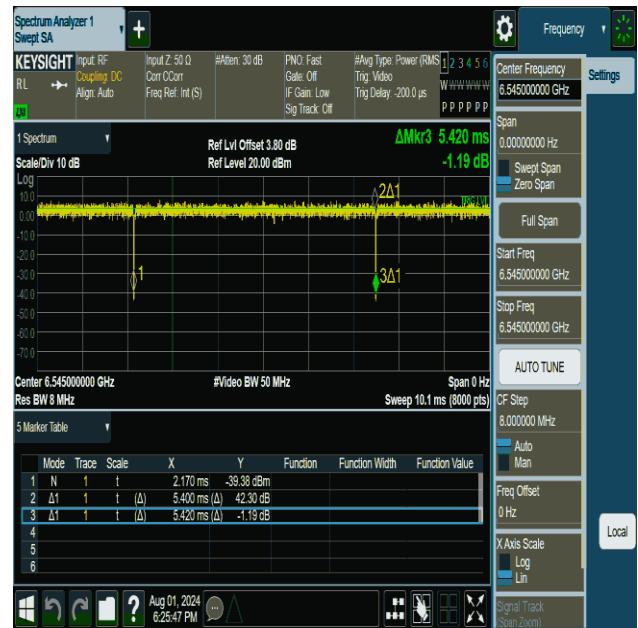 Spectrum Analyzer 1
Swept SA
+
Frequency
KEYSIGHT
RL
Input: RF
Coupling: DC
Align: Auto
Input Z: 50 Ω
Corr CCorr
Freq Ref: Int (S)
#Atten: 30 dB
PNO: Fast
Gate: Off
IF Gain: Low
Sig Track: Off
#Avg Type: Power (RMS
Trig: Video
Trig Delay: -200.0 µs
1 2 3 4 5 6
W W W W W W
P P P P P P
Center Frequency
6.545000000 GHz
Settings
Span
0.00000000 Hz
Swept Span
Zero Span
Full Span
Start Freq
6.545000000 GHz
Stop Freq
6.545000000 GHz
AUTO TUNE
CF Step
8.000000 MHz
Auto
Man
Freq Offset
0 Hz
X Axis Scale
Log
Lin
Signal Track
(Span Zoom)
Local
1 Spectrum
Scale/Div 10 dB
Ref Lvl Offset 3.80 dB
Ref Level 20.00 dBm
ΔMkr3 5.420 ms
-1.19 dB
Log
10.0
0.00
-10.0
-20.0
-30.0
-40.0
-50.0
-60.0
-70.0
2Δ1
TRIG LVL
1
3Δ1
Center 6.545000000 GHz
Res BW 8 MHz
#Video BW 50 MHz
Span 0 Hz
Sweep 10.1 ms (8000 pts)
5 Marker Table
Mode Trace Scale X Y Function Function Width Function Value
1 N 1 t 2.170 ms -39.38 dBm
2 Δ1 1 t (Δ) 5.400 ms (Δ) 42.30 dB
3 Δ1 1 t (Δ) 5.420 ms (Δ) -1.19 dB
4
5
6
?
Aug 01, 2024
6:25:47 PM